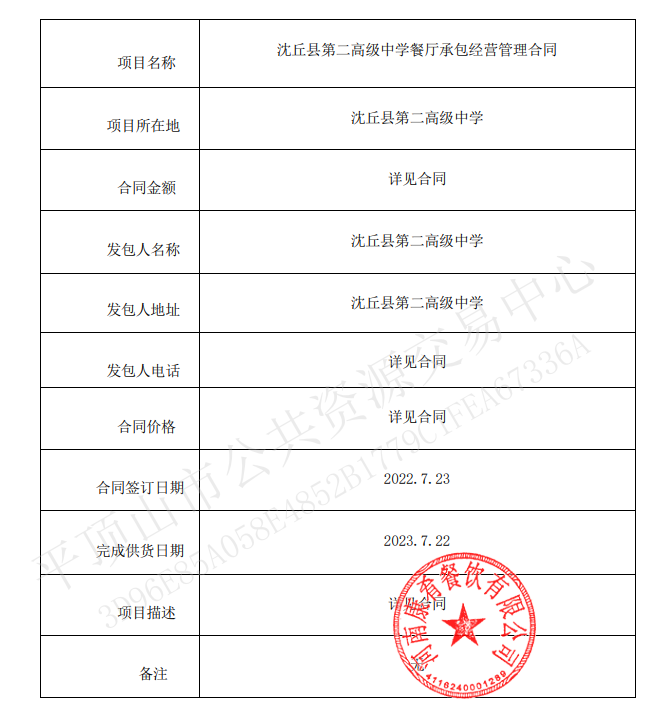 项目名称 沈丘县第二高级中学餐厅承包经营管理合同
项目所在地 沈丘县第二高级中学
合同金额 详见合同
发包人名称 沈丘县第二高级中学
发包人地址 沈丘县第二高级中学
发包人电话 详见合同
合同价格 详见合同
合同签订日期 2022.7.23
完成供货日期 2023.7.22
项目描述 详见合同
备注 无
河南康育餐饮有限公司
4116240001289
平顶山市公共资源交易中心
3D96E85A058E4852B1779C1FEA67336A